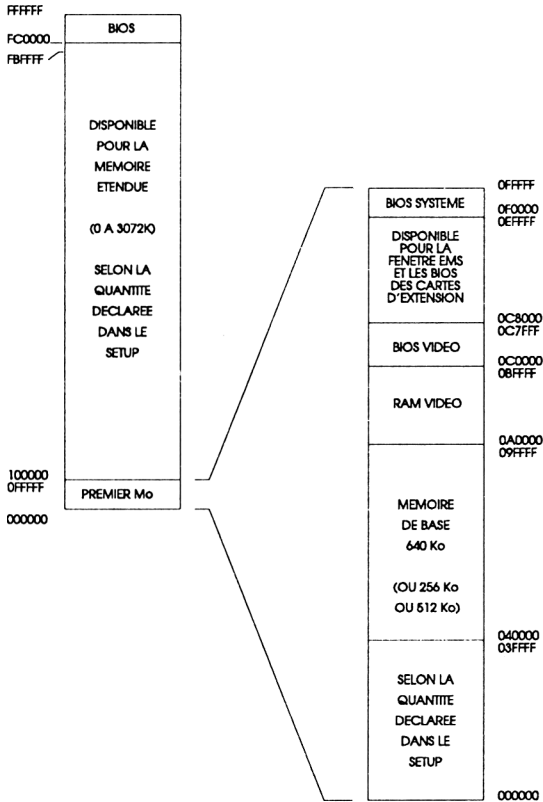 FFFFFF
BIOS
FC0000
FBFFFF
DISPONIBLE
POUR LA
MEMOIRE
ETENDUE
(0 A 3072K)
SELON LA
QUANTITE
DECLAREE
DANS LE
SETUP
100000
0FFFFF
PREMIER Mo
000000
0FFFFF
BIOS SYSTEME
0F0000
0EFFFF
DISPONIBLE
POUR LA
FENETRE EMS
ET LES BIOS
DES CARTES
D'EXTENSION
0C8000
0C7FFF
BIOS VIDEO
0C0000
0BFFFF
RAM VIDEO
0A0000
09FFFF
MEMOIRE
DE BASE
640 Ko
(OU 256 Ko
OU 512 Ko)
040000
03FFFF
SELON LA
QUANTITE
DECLAREE
DANS LE
SETUP
000000